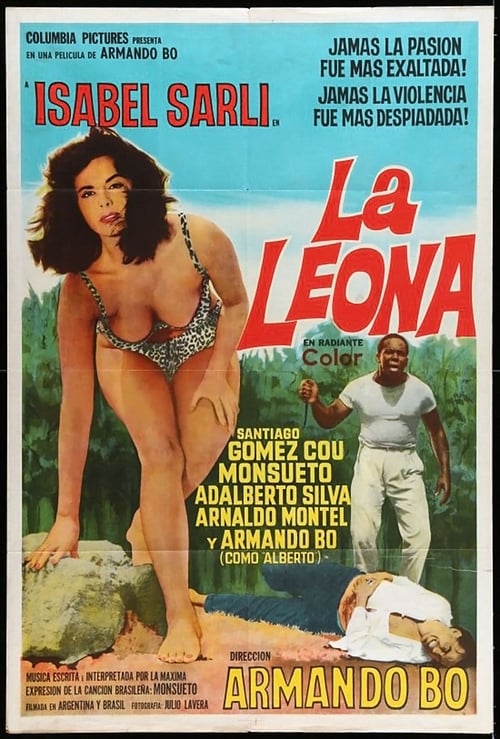 COLUMBIA PICTURES PRESENTA
EN UNA PELICULA DE ARMANDO BO
A
ISABEL SARLI EN
JAMAS LA PASION
FUE MAS EXALTADA!
JAMAS LA VIOLENCIA
FUE MAS DESPIADADA!
La
LEONA
EN RADIANTE
Color
SANTIAGO
GOMEZ COU
MONSUETO
ADALBERTO SILVA
ARNALDO MONTEL
Y ARMANDO BO
(COMO "ALBERTO")
DIRECCION
ARMANDO BO
MUSICA ESCRITA E INTERPRETADA POR LA MAXIMA
EXPRESION DE LA CANCION BRASILEÑA: MONSUETO
FILMADA EN ARGENTINA Y BRASIL FOTOGRAFIA: JULIO LAVERA